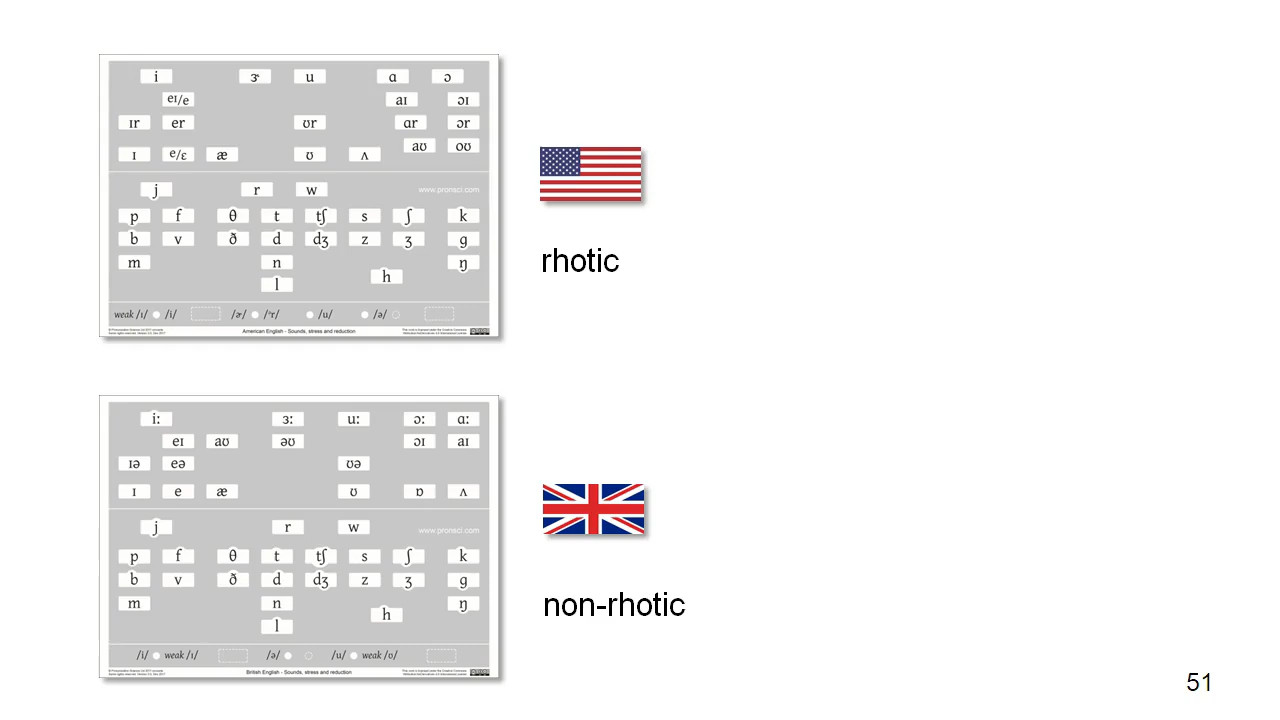 i ɝ u ɑ ɔ
eɪ/e aɪ ɔɪ
ɪr er ʊr ɑr ɔr
aʊ oʊ
ɪ e/ɛ æ ʊ ʌ
j r w www.pronsci.com
p f θ t tʃ s ʃ k
b v ð d dʒ z ʒ g
m n h ŋ
l
weak /ɪ/ /i/ /ɚ/ /ᵊr/ /u/ /ə/
American English - Sounds, stress and reduction
rhotic
iː ɜː uː ɔː ɑː
eɪ aʊ əʊ ɔɪ aɪ
ɪə eə ʊə
ɪ e æ ʊ ɒ ʌ
j r w www.pronsci.com
p f θ t tʃ s ʃ k
b v ð d dʒ z ʒ g
m n h ŋ
l
/i/ weak /ɪ/ /ə/ /u/ weak /ʊ/
British English - Sounds, stress and reduction
non-rhotic
51